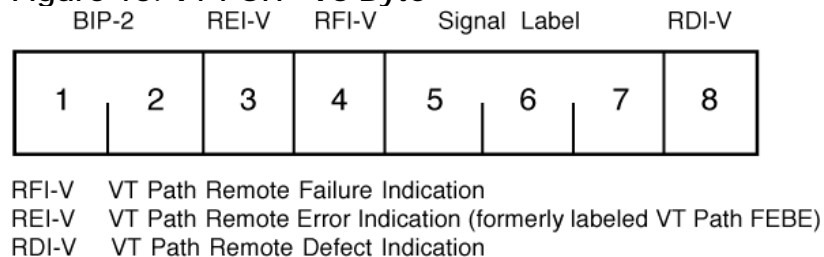 BIP-2 REI-V RFI-V Signal Label RDI-V
1 2 3 4 5 6 7 8
RFI-V VT Path Remote Failure Indication
REI-V VT Path Remote Error Indication (formerly labeled VT Path FEBE)
RDI-V VT Path Remote Defect Indication